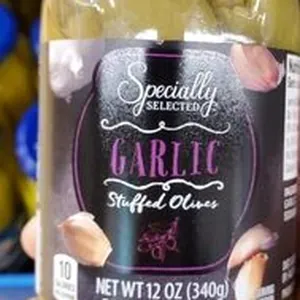 Specially
SELECTED
GARLIC
Stuffed Olives
10
NET WT 12 OZ (340g)